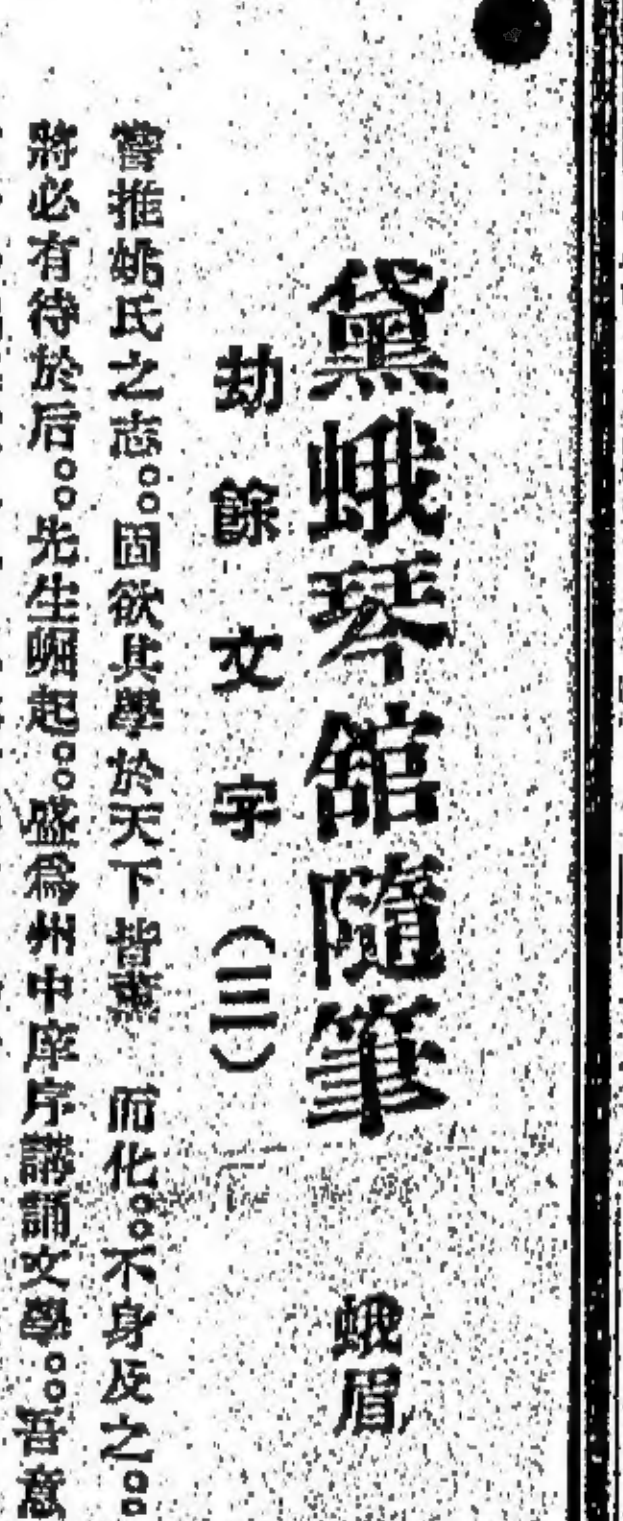 黛蛾琴館隨筆
蛾眉
劫餘文字（三）
嘗推姚氏之志。。固欲其學於天下皆熏 而化。。不身及之。。
將必有待於后。。先生崛起。。盛爲州中庠序講誦文學。。吾意